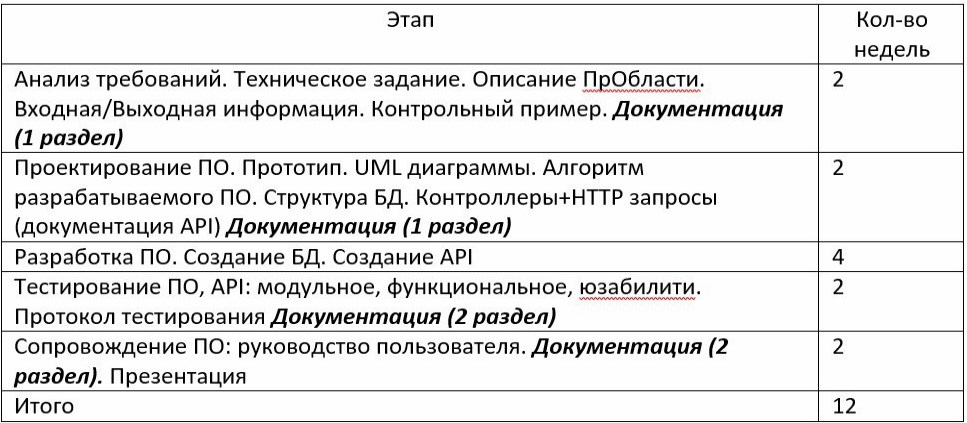 Этап
Кол-во
недель
Анализ требований. Техническое задание. Описание ПрОбласти.
Входная/Выходная информация. Контрольный пример. Документация
(1 раздел)
2
Проектирование ПО. Прототип. UML диаграммы. Алгоритм
разрабатываемого ПО. Структура БД. Контроллеры+HTTP запросы
(документация API) Документация (1 раздел)
2
Разработка ПО. Создание БД. Создание API
4
Тестирование ПО, API: модульное, функциональное, юзабилити.
Протокол тестирования Документация (2 раздел)
2
Сопровождение ПО: руководство пользователя. Документация (2
раздел). Презентация
2
Итого
12